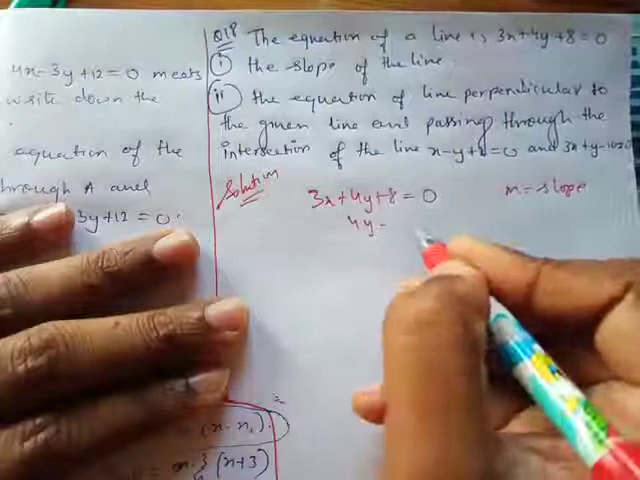 4x-3y+12=0 meets
write down the
equation of the
through A and
3y+12=0.
Q18 The equation of a line is 3x+4y+8=0
i the slope of the line
ii the equation of line perpendicular to
the given line and passing through the
intersection of the line x-y+2=0 and 3x+y-10=0
Solution
3x+4y+8=0
m=slope
4y=
(x-x1).
(x+3)